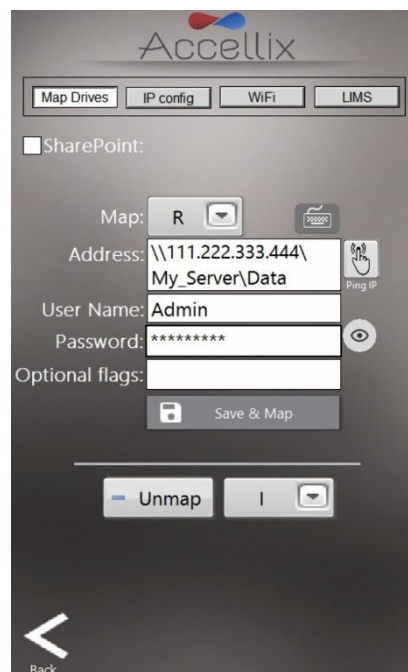 Accellix
Map Drives IP config WiFi LIMS
SharePoint:
Map: R
Address: \\111.222.333.444\
My_Server\Data
Ping IP
User Name: Admin
Password: *********
Optional flags:
Save & Map
Unmap I
Back